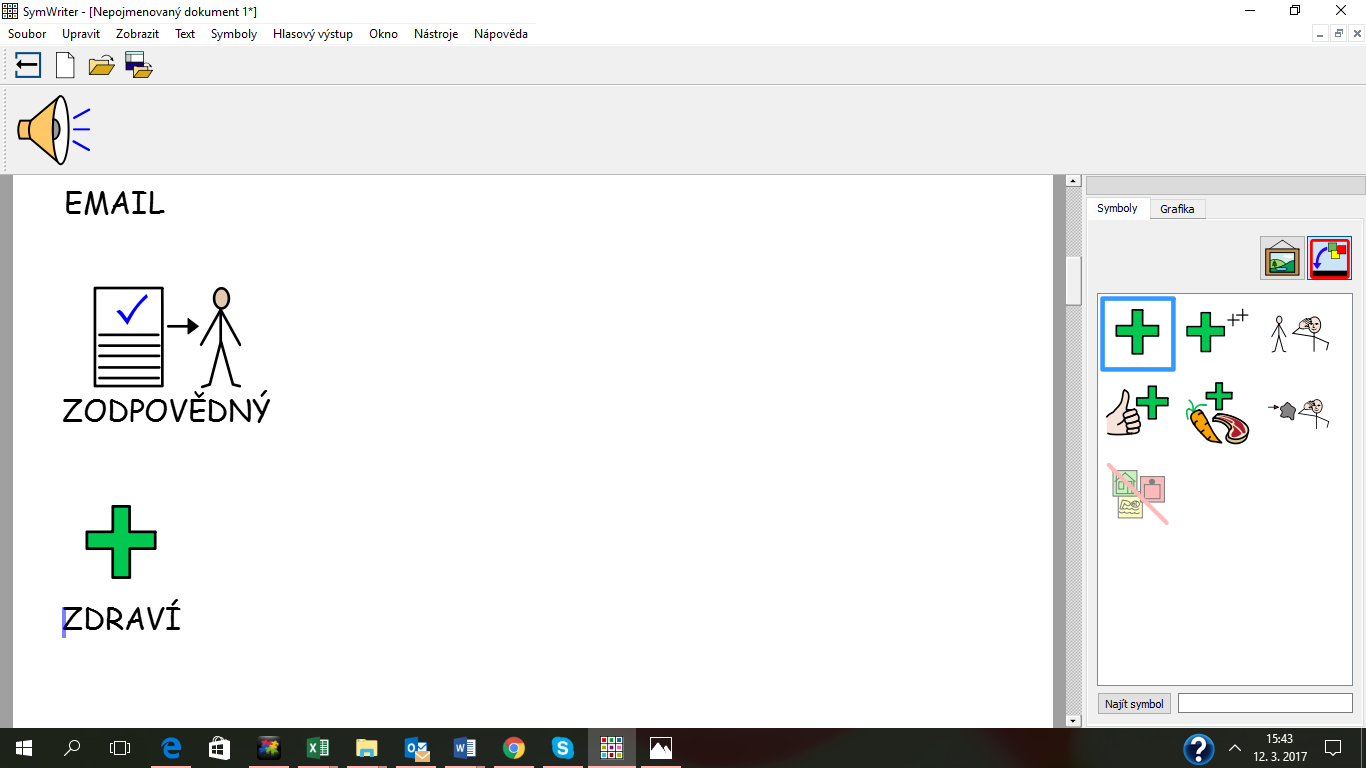 SymWriter - [Nepojmenovaný dokument 1*]
Soubor Upravit Zobrazit Text Symboly Hlasový výstup Okno Nástroje Nápověda
EMAIL
ZODPOVĚDNÝ
ZDRAVÍ
Symboly Grafika
Najít symbol
15:43
12. 3. 2017